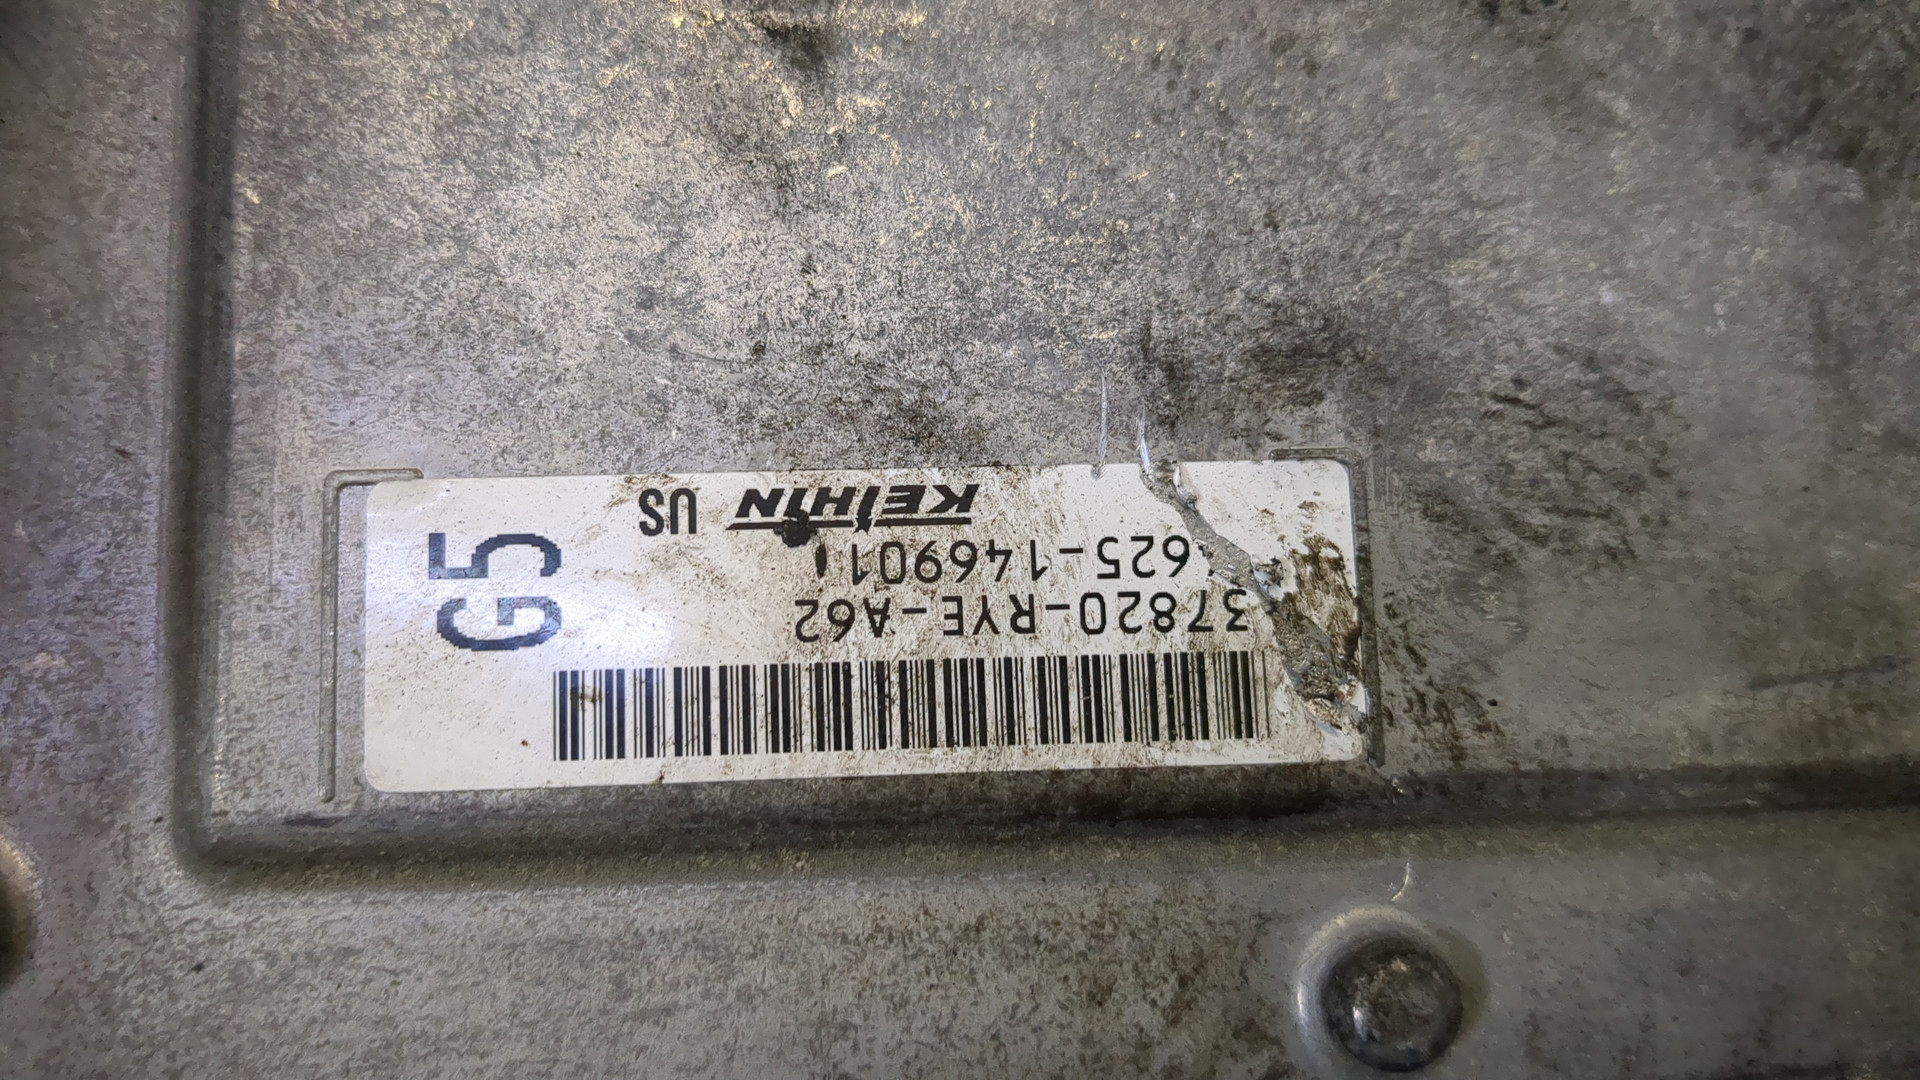 37820-RYE-A62
625-146901
KEIHIN US
G5